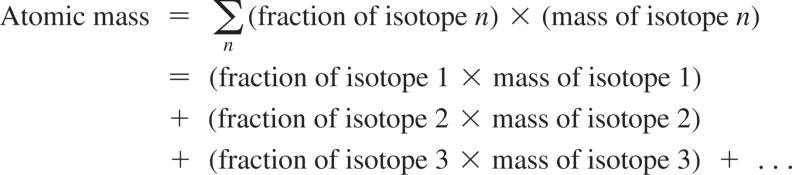 Atomic mass = ∑ₙ (fraction of isotope n) × (mass of isotope n)
= (fraction of isotope 1 × mass of isotope 1)
+ (fraction of isotope 2 × mass of isotope 2)
+ (fraction of isotope 3 × mass of isotope 3) + ...